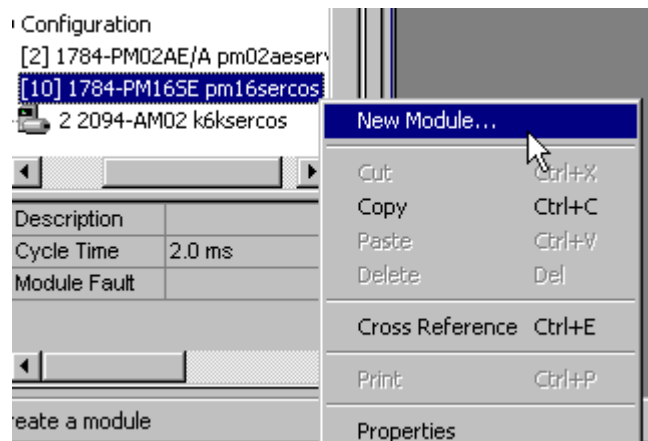 Configuration
[2] 1784-PM02AE/A pm02aeserv
[10] 1784-PM16SE pm16sercos
2 2094-AM02 k6ksercos
New Module...
Cut Ctrl+X
Copy Ctrl+C
Paste Ctrl+V
Delete Del
Cross Reference Ctrl+E
Print Ctrl+P
Properties
Description
Cycle Time 2.0 ms
Module Fault
reate a module